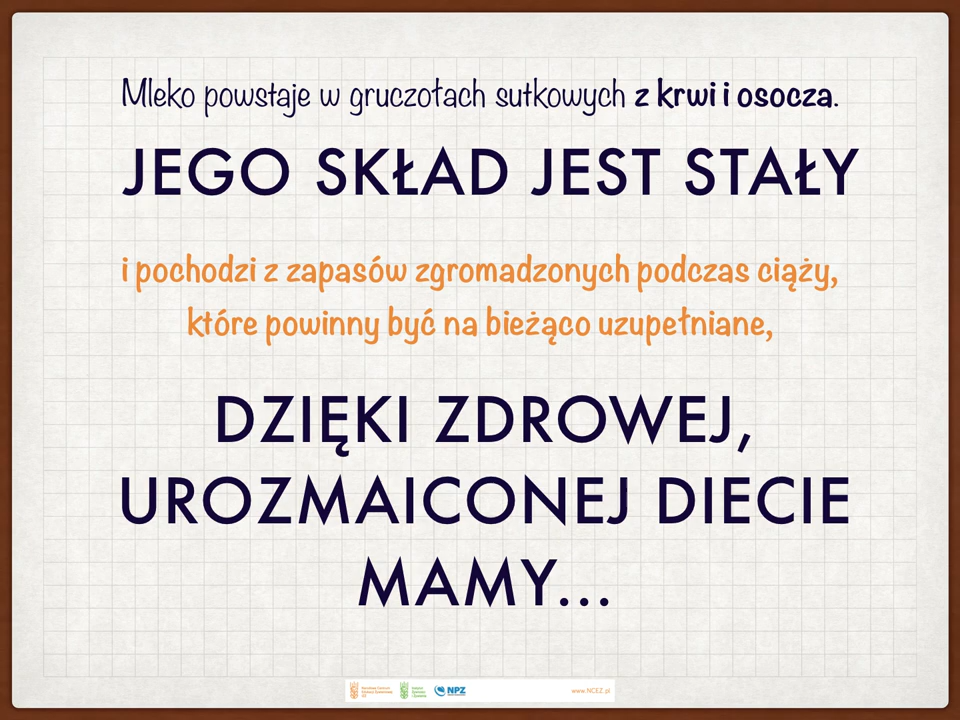 Mleko powstaje w gruczołach sutkowych z krwi i osocza.
JEGO SKŁAD JEST STAŁY
i pochodzi z zapasów zgromadzonych podczas ciąży,
które powinny być na bieżąco uzupełniane,
DZIĘKI ZDROWEJ,
UROZMAICONEJ DIECIE
MAMY...
NPZ
www.NCEZ.pl